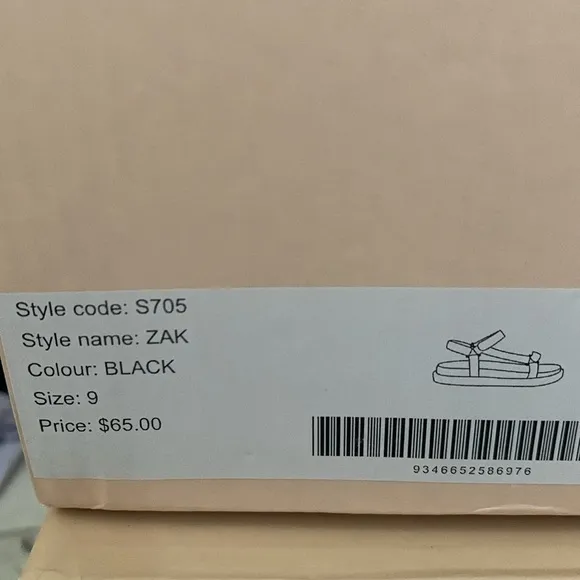 Style code: S705
Style name: ZAK
Colour: BLACK
Size: 9
Price: $65.00
9346652586976